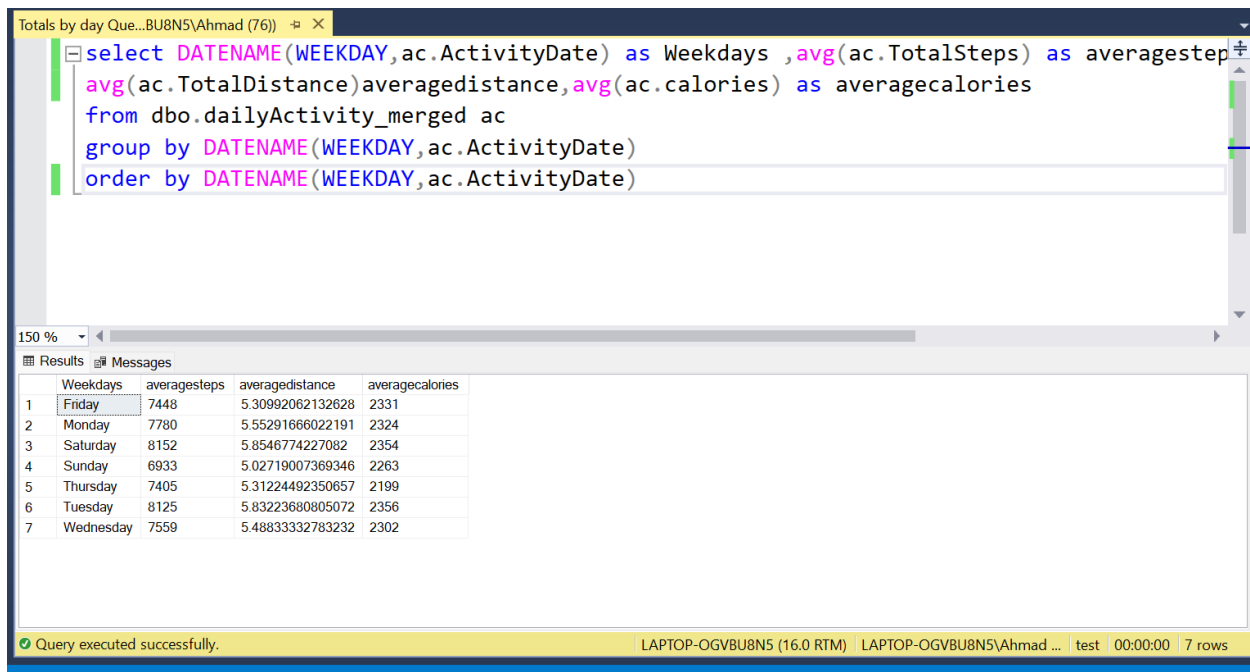 Totals by day Que...BU8N5\Ahmad (76))
select DATENAME(WEEKDAY,ac.ActivityDate) as Weekdays ,avg(ac.TotalSteps) as averagestep
avg(ac.TotalDistance)averagedistance,avg(ac.calories) as averagecalories
from dbo.dailyActivity_merged ac
group by DATENAME(WEEKDAY,ac.ActivityDate)
order by DATENAME(WEEKDAY,ac.ActivityDate)
150 %
Results Messages
Weekdays averagesteps averagedistance averagecalories
1 Friday 7448 5.30992062132628 2331
2 Monday 7780 5.55291666022191 2324
3 Saturday 8152 5.8546774227082 2354
4 Sunday 6933 5.02719007369346 2263
5 Thursday 7405 5.31224492350657 2199
6 Tuesday 8125 5.83223680805072 2356
7 Wednesday 7559 5.48833332783232 2302
Query executed successfully. LAPTOP-OGVBU8N5 (16.0 RTM) LAPTOP-OGVBU8N5\Ahmad ... test 00:00:00 7 rows